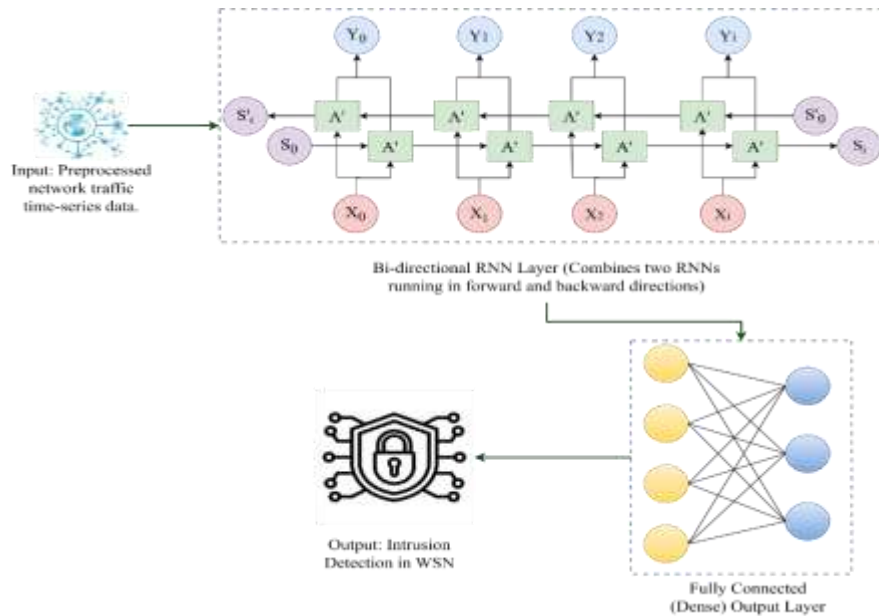 Y0 Y1 Y2 Yi
S'i A' A' A' A' S'0
S0 A' A' A' A' Si
Input: Preprocessed
network traffic
time-series data.
X0 X1 X2 Xi
Bi-directional RNN Layer (Combines two RNNs
running in forward and backward directions)
Output: Intrusion
Detection in WSN
Fully Connected
(Dense) Output Layer